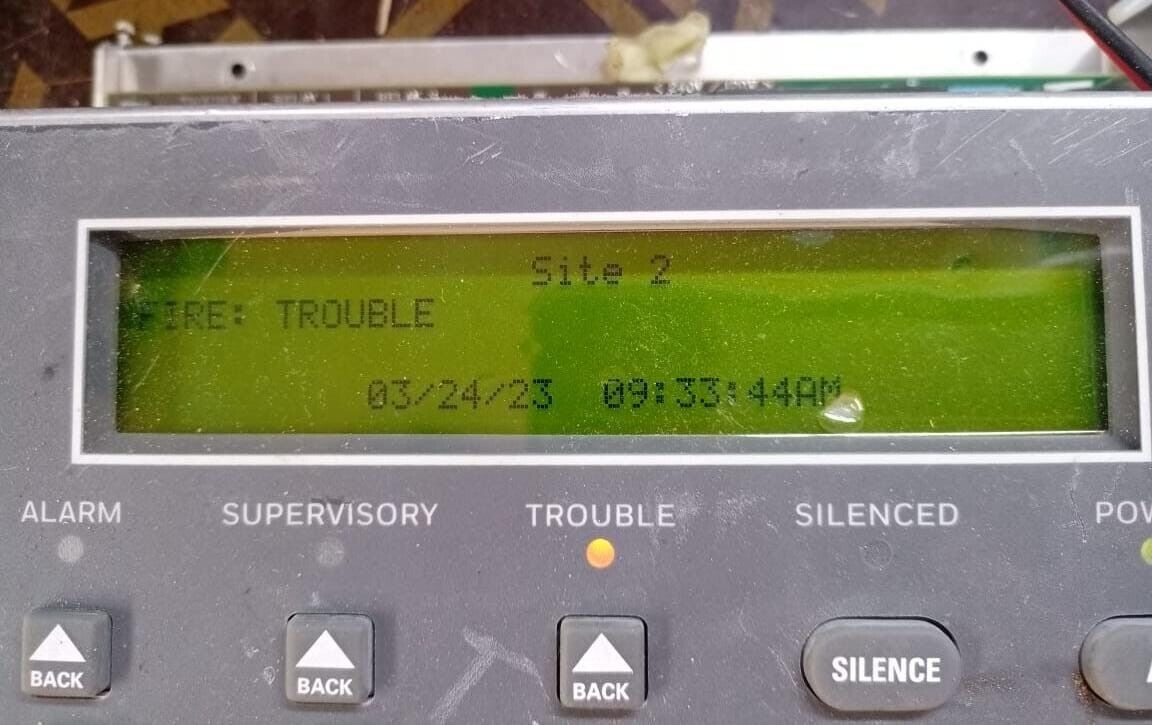 Site 2
FIRE: TROUBLE
03/24/23 09:33:44AM
ALARM SUPERVISORY TROUBLE SILENCED
BACK BACK BACK SILENCE